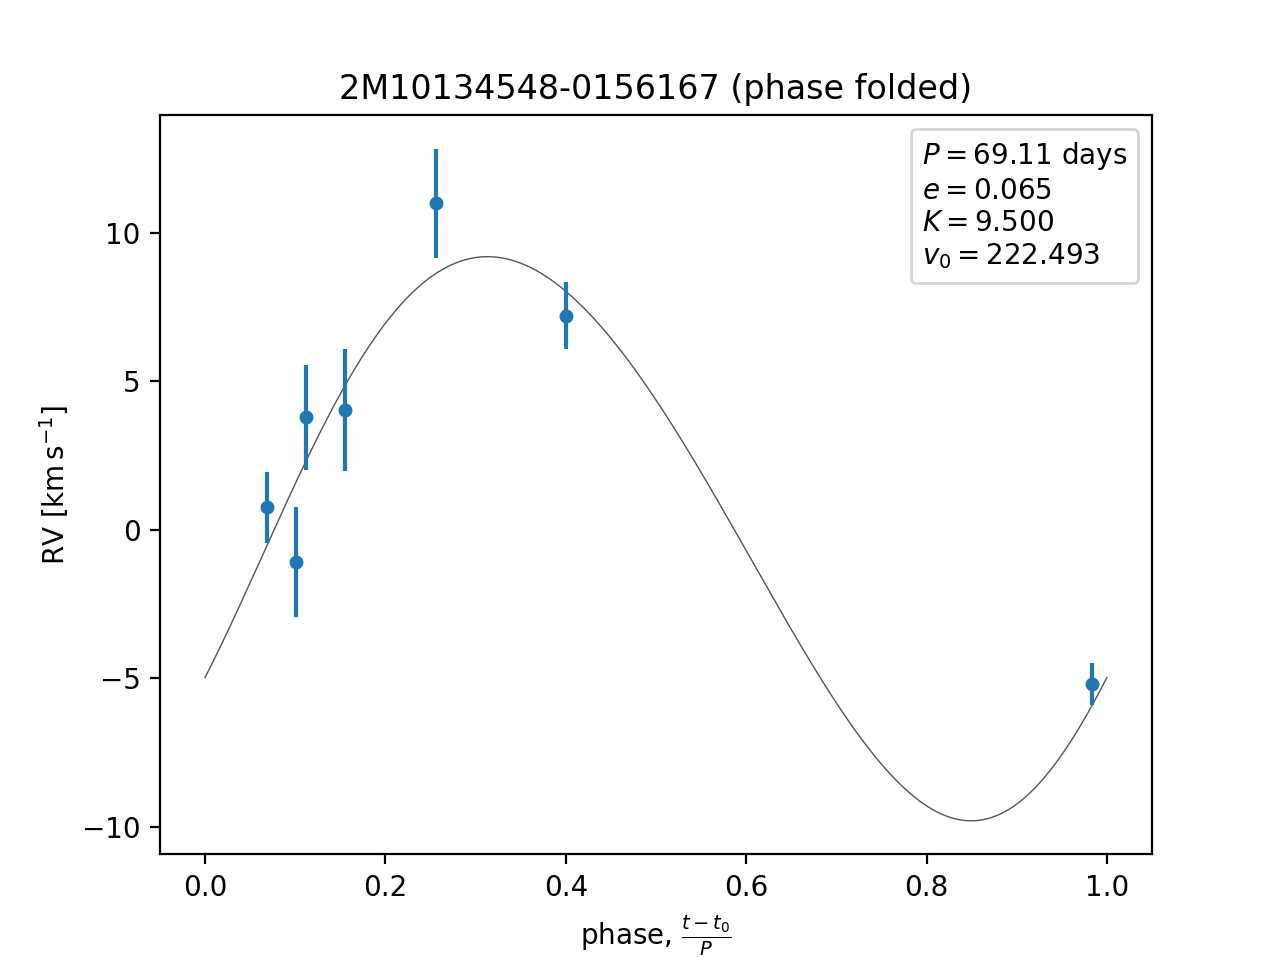 2M10134548-0156167 (phase folded)
P = 69.11 days
e = 0.065
K = 9.500
v₀ = 222.493
RV [km s⁻¹]
10
5
0
−5
−10
0.0 0.2 0.4 0.6 0.8 1.0
phase, (t − t₀)/P